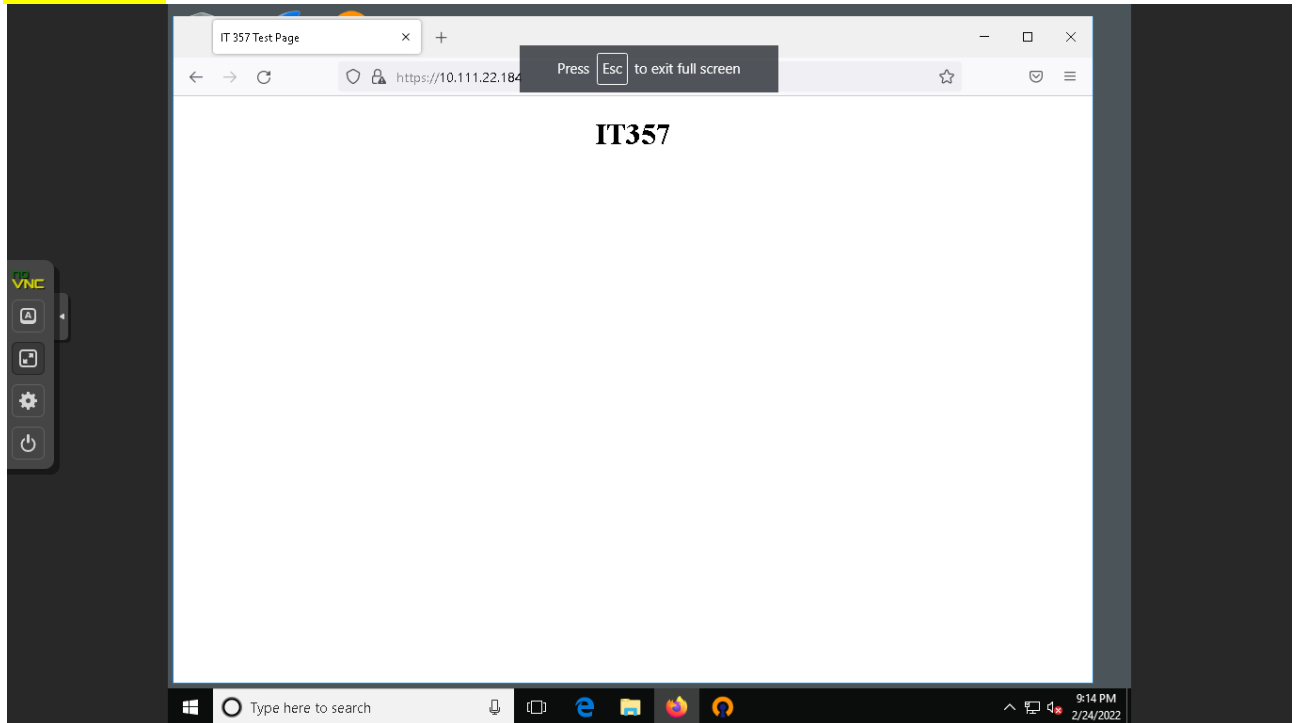 IT 357 Test Page
Press Esc to exit full screen
https://10.111.22.184
IT357
VNC
A
Type here to search
9:14 PM
2/24/2022